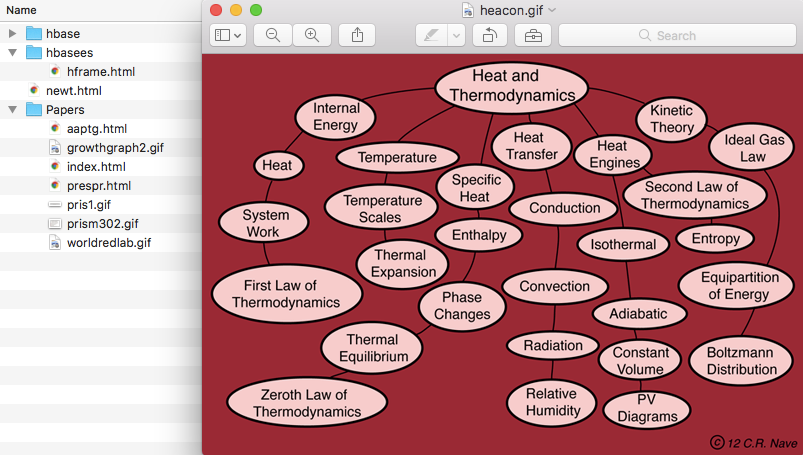 Name
hbase
hbasees
hframe.html
newt.html
Papers
aaptg.html
growthgraph2.gif
index.html
prespr.html
pris1.gif
prism302.gif
worldredlab.gif
heacon.gif
Search
Heat and
Thermodynamics
Internal
Energy
Heat
System
Work
First Law of
Thermodynamics
Temperature
Temperature
Scales
Thermal
Expansion
Specific
Heat
Enthalpy
Phase
Changes
Thermal
Equilibrium
Zeroth Law of
Thermodynamics
Heat
Transfer
Conduction
Convection
Radiation
Relative
Humidity
Heat
Engines
Second Law of
Thermodynamics
Entropy
Isothermal
Adiabatic
Constant
Volume
PV
Diagrams
Kinetic
Theory
Ideal Gas
Law
Equipartition
of Energy
Boltzmann
Distribution
© 12 C.R. Nave